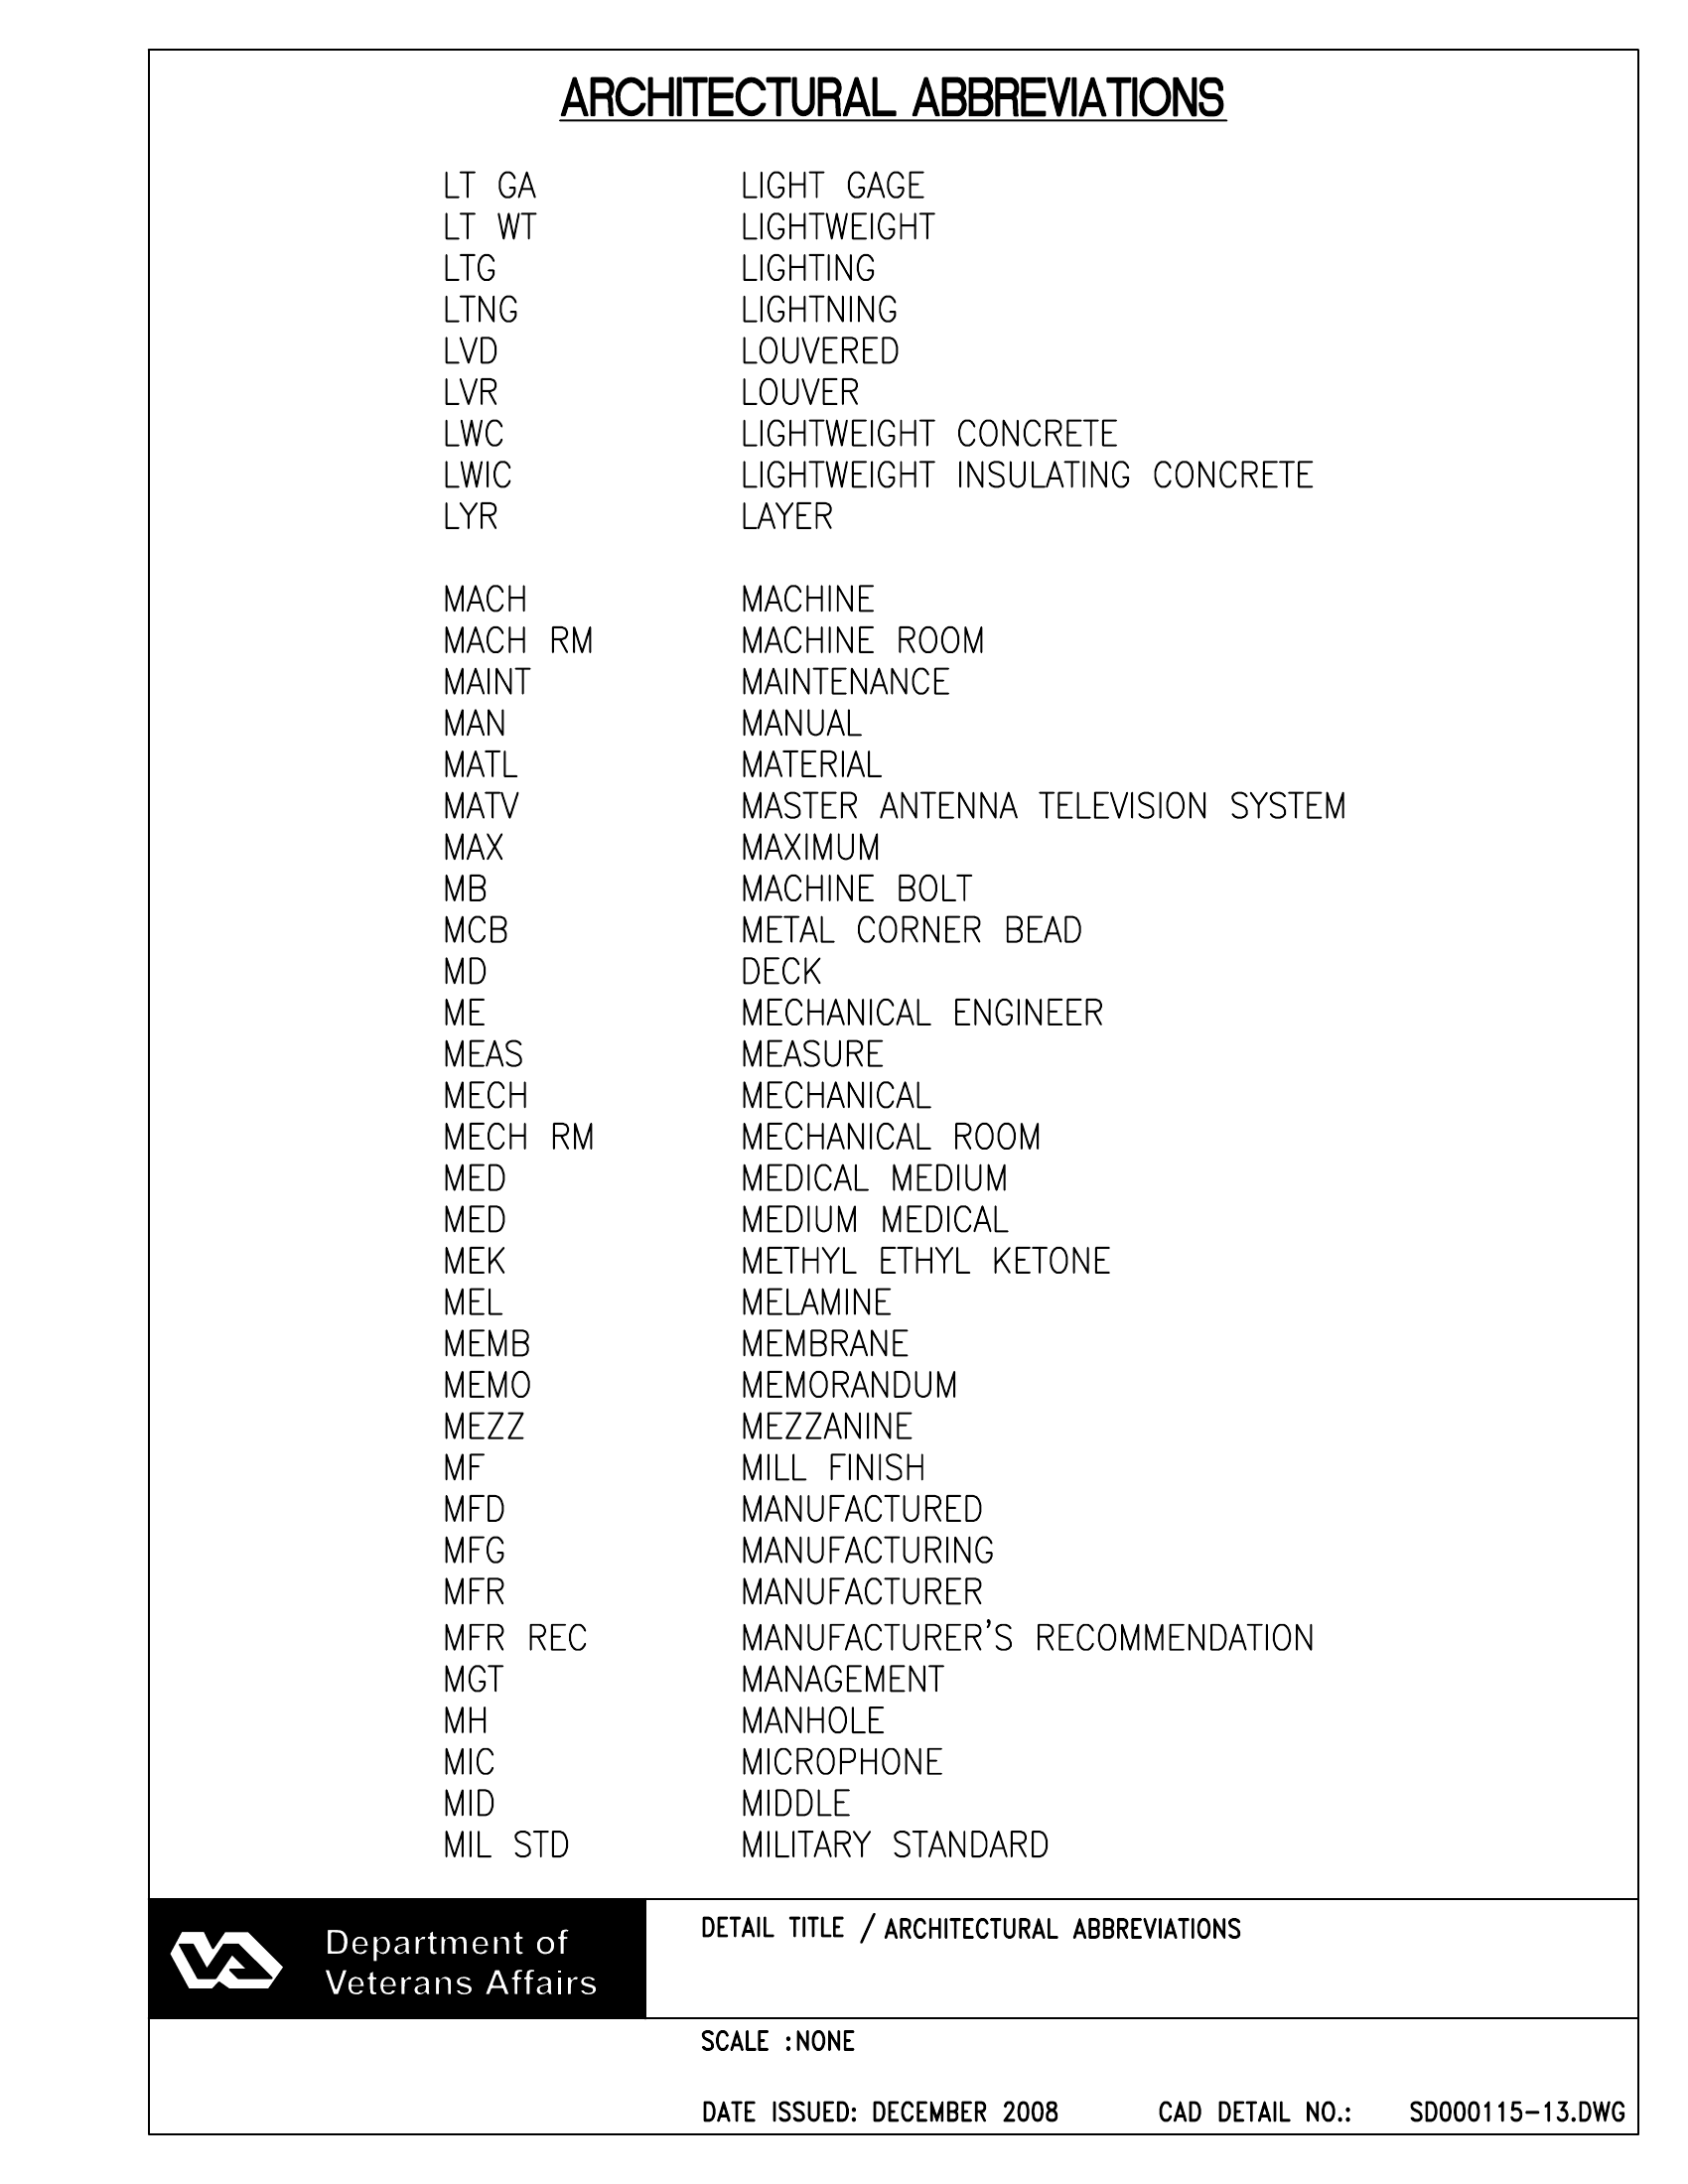 ARCHITECTURAL ABBREVIATIONS
LT GA LIGHT GAGE
LT WT LIGHTWEIGHT
LTG LIGHTING
LTNG LIGHTNING
LVD LOUVERED
LVR LOUVER
LWC LIGHTWEIGHT CONCRETE
LWIC LIGHTWEIGHT INSULATING CONCRETE
LYR LAYER
MACH MACHINE
MACH RM MACHINE ROOM
MAINT MAINTENANCE
MAN MANUAL
MATL MATERIAL
MATV MASTER ANTENNA TELEVISION SYSTEM
MAX MAXIMUM
MB MACHINE BOLT
MCB METAL CORNER BEAD
MD DECK
ME MECHANICAL ENGINEER
MEAS MEASURE
MECH MECHANICAL
MECH RM MECHANICAL ROOM
MED MEDICAL MEDIUM
MED MEDIUM MEDICAL
MEK METHYL ETHYL KETONE
MEL MELAMINE
MEMB MEMBRANE
MEMO MEMORANDUM
MEZZ MEZZANINE
MF MILL FINISH
MFD MANUFACTURED
MFG MANUFACTURING
MFR MANUFACTURER
MFR REC MANUFACTURER'S RECOMMENDATION
MGT MANAGEMENT
MH MANHOLE
MIC MICROPHONE
MID MIDDLE
MIL STD MILITARY STANDARD
Department of
Veterans Affairs
DETAIL TITLE / ARCHITECTURAL ABBREVIATIONS
SCALE :NONE
DATE ISSUED: DECEMBER 2008 CAD DETAIL NO.: SD000115-13.DWG